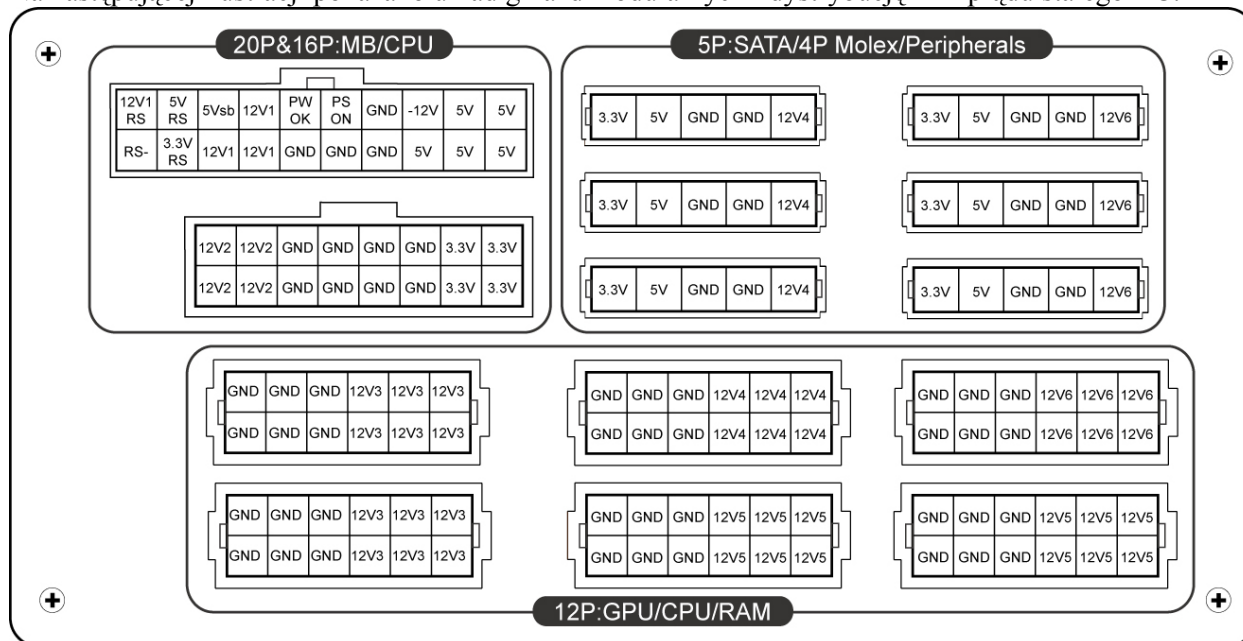 20P&16P:MB/CPU
12V1 RS 5V RS 5Vsb 12V1 PW OK PS ON GND -12V 5V 5V
RS- 3.3V RS 12V1 12V1 GND GND GND 5V 5V 5V
12V2 12V2 GND GND GND GND 3.3V 3.3V
12V2 12V2 GND GND GND GND 3.3V 3.3V
5P:SATA/4P Molex/Peripherals
3.3V 5V GND GND 12V4
3.3V 5V GND GND 12V6
3.3V 5V GND GND 12V4
3.3V 5V GND GND 12V6
3.3V 5V GND GND 12V4
3.3V 5V GND GND 12V6
GND GND GND 12V3 12V3 12V3
GND GND GND 12V3 12V3 12V3
GND GND GND 12V4 12V4 12V4
GND GND GND 12V4 12V4 12V4
GND GND GND 12V6 12V6 12V6
GND GND GND 12V6 12V6 12V6
GND GND GND 12V3 12V3 12V3
GND GND GND 12V3 12V3 12V3
GND GND GND 12V5 12V5 12V5
GND GND GND 12V5 12V5 12V5
GND GND GND 12V5 12V5 12V5
GND GND GND 12V5 12V5 12V5
12P:GPU/CPU/RAM